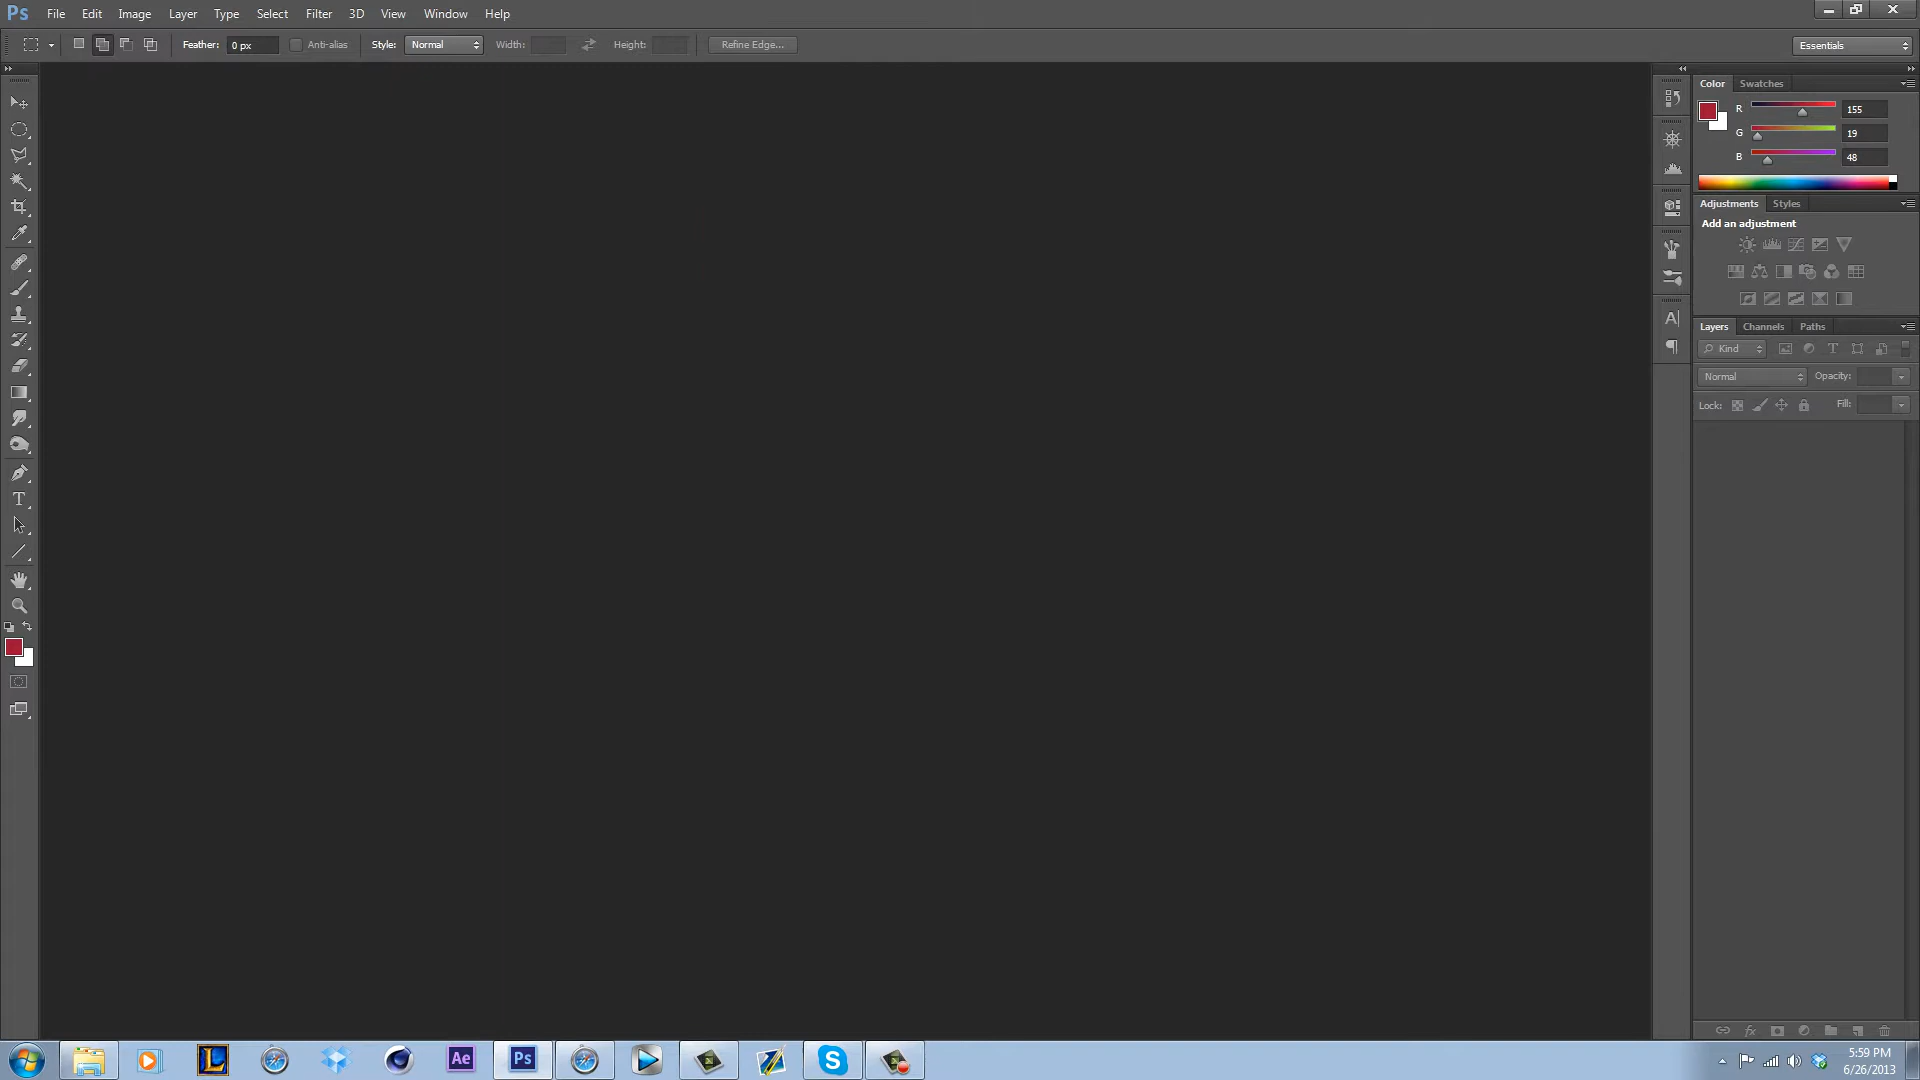 Ps File Edit Image Layer Type Select Filter 3D View Window Help
Feather: 0 px Anti-alias Style: Normal Width: Height: Refine Edge... Essentials
Color Swatches
R 155
G 19
B 48
Adjustments Styles
Add an adjustment
Layers Channels Paths
Kind T
Normal Opacity:
Lock: Fill:
A
T
fx
L Ae Ps S
5:59 PM
6/26/2013